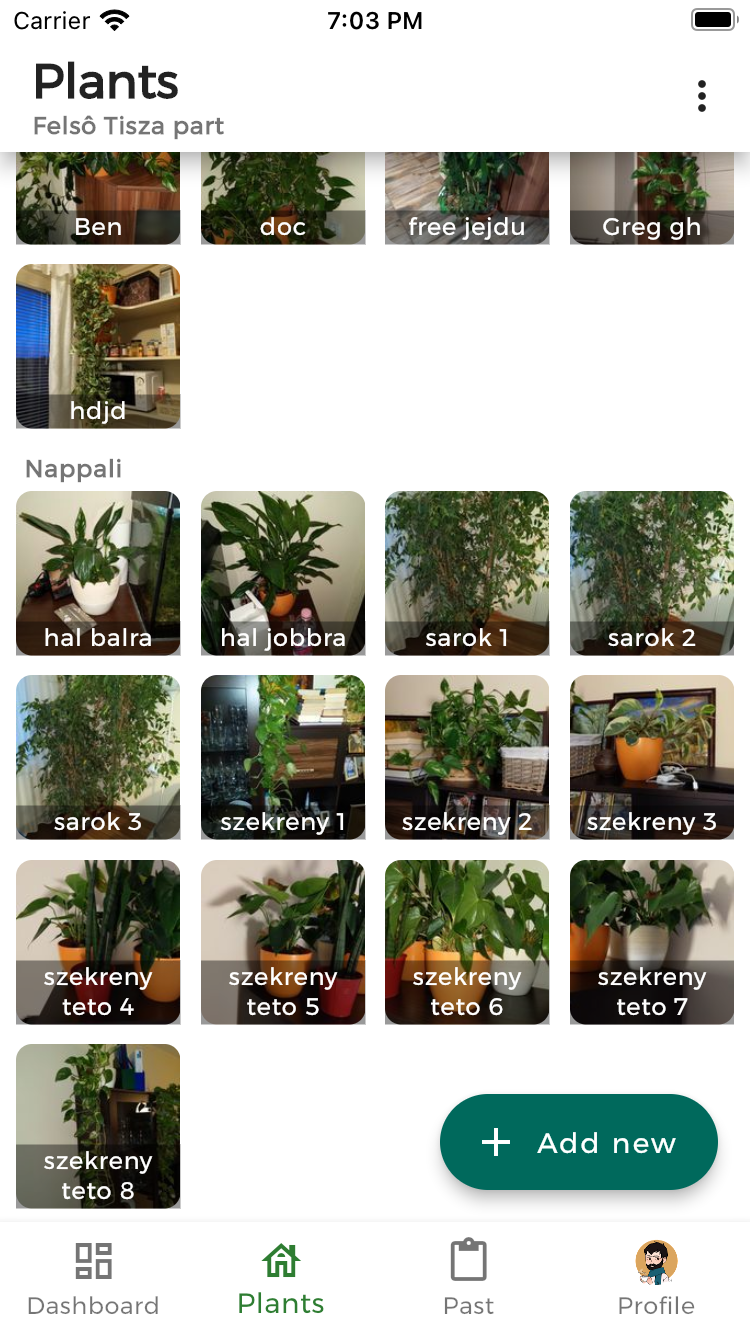 Carrier
7:03 PM
Plants
Felsô Tisza part
Ben
doc
free jejdu
Greg gh
hdjd
Nappali
hal balra
hal jobbra
sarok 1
sarok 2
sarok 3
szekreny 1
szekreny 2
szekreny 3
szekreny
teto 4
szekreny
teto 5
szekreny
teto 6
szekreny
teto 7
szekreny
teto 8
Add new
Dashboard
Plants
Past
Profile